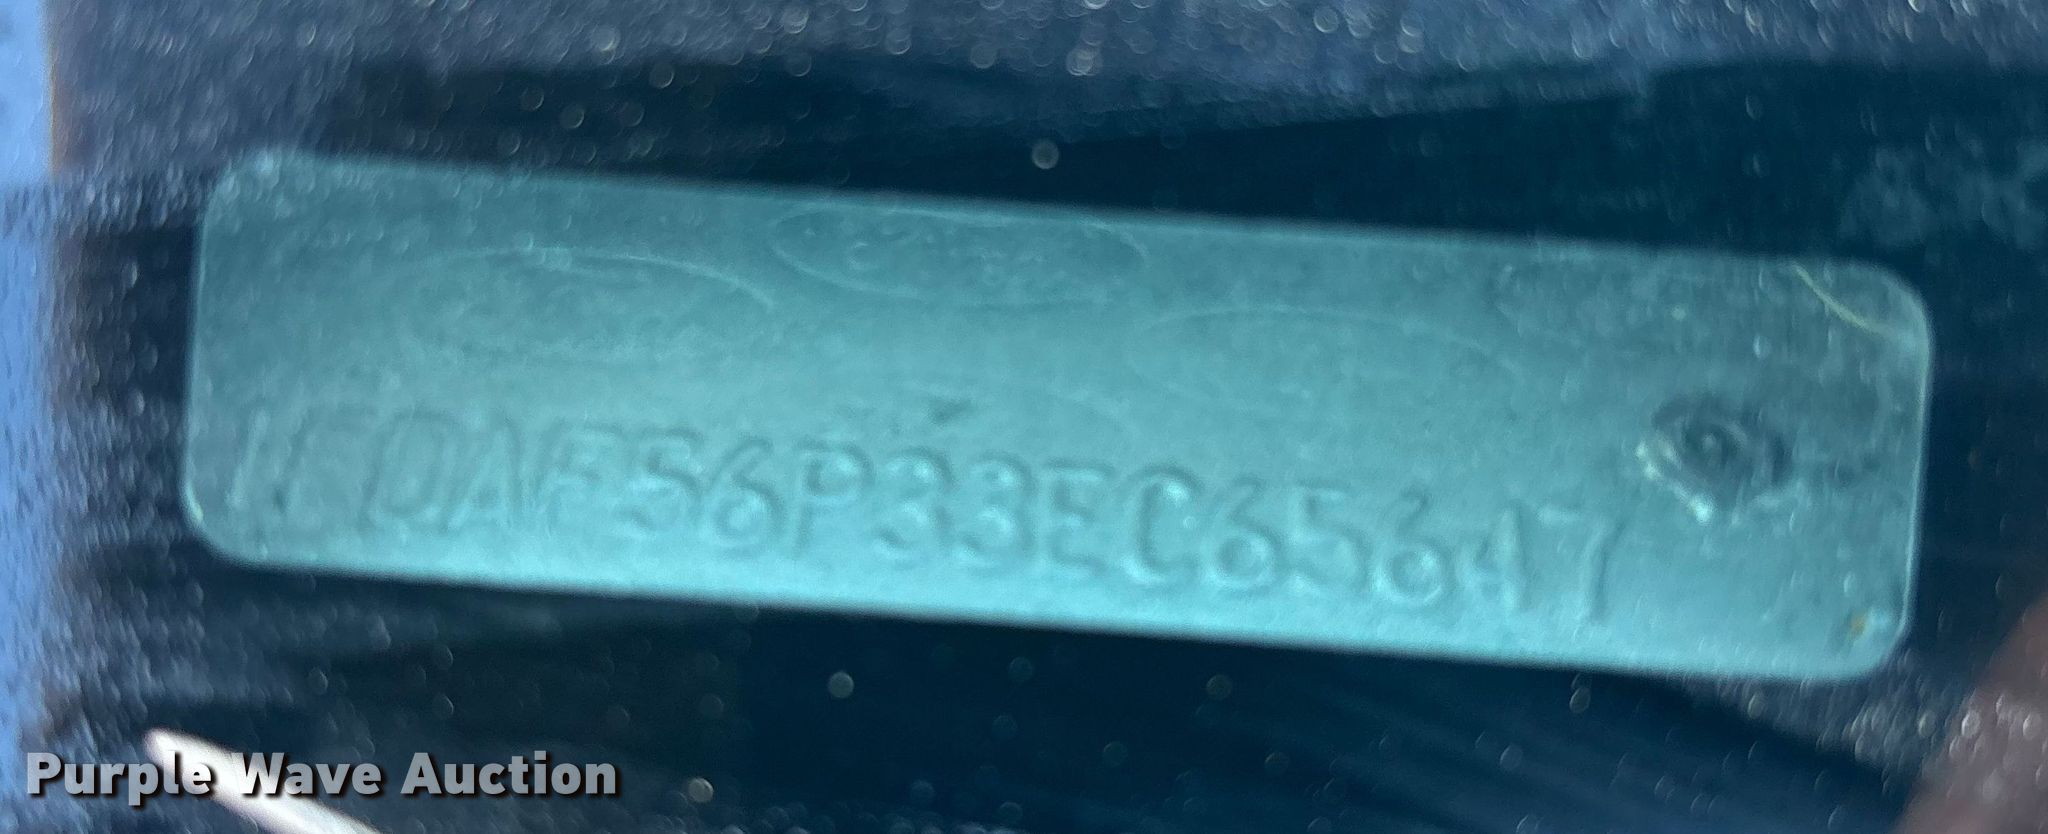 1FDAF56P33EC65647
Purple Wave Auction